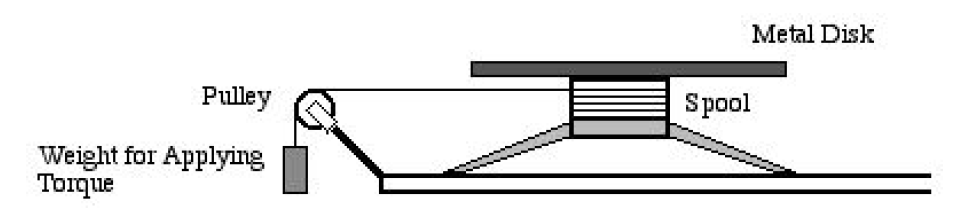 Metal Disk
Pulley
Spool
Weight for Applying
Torque